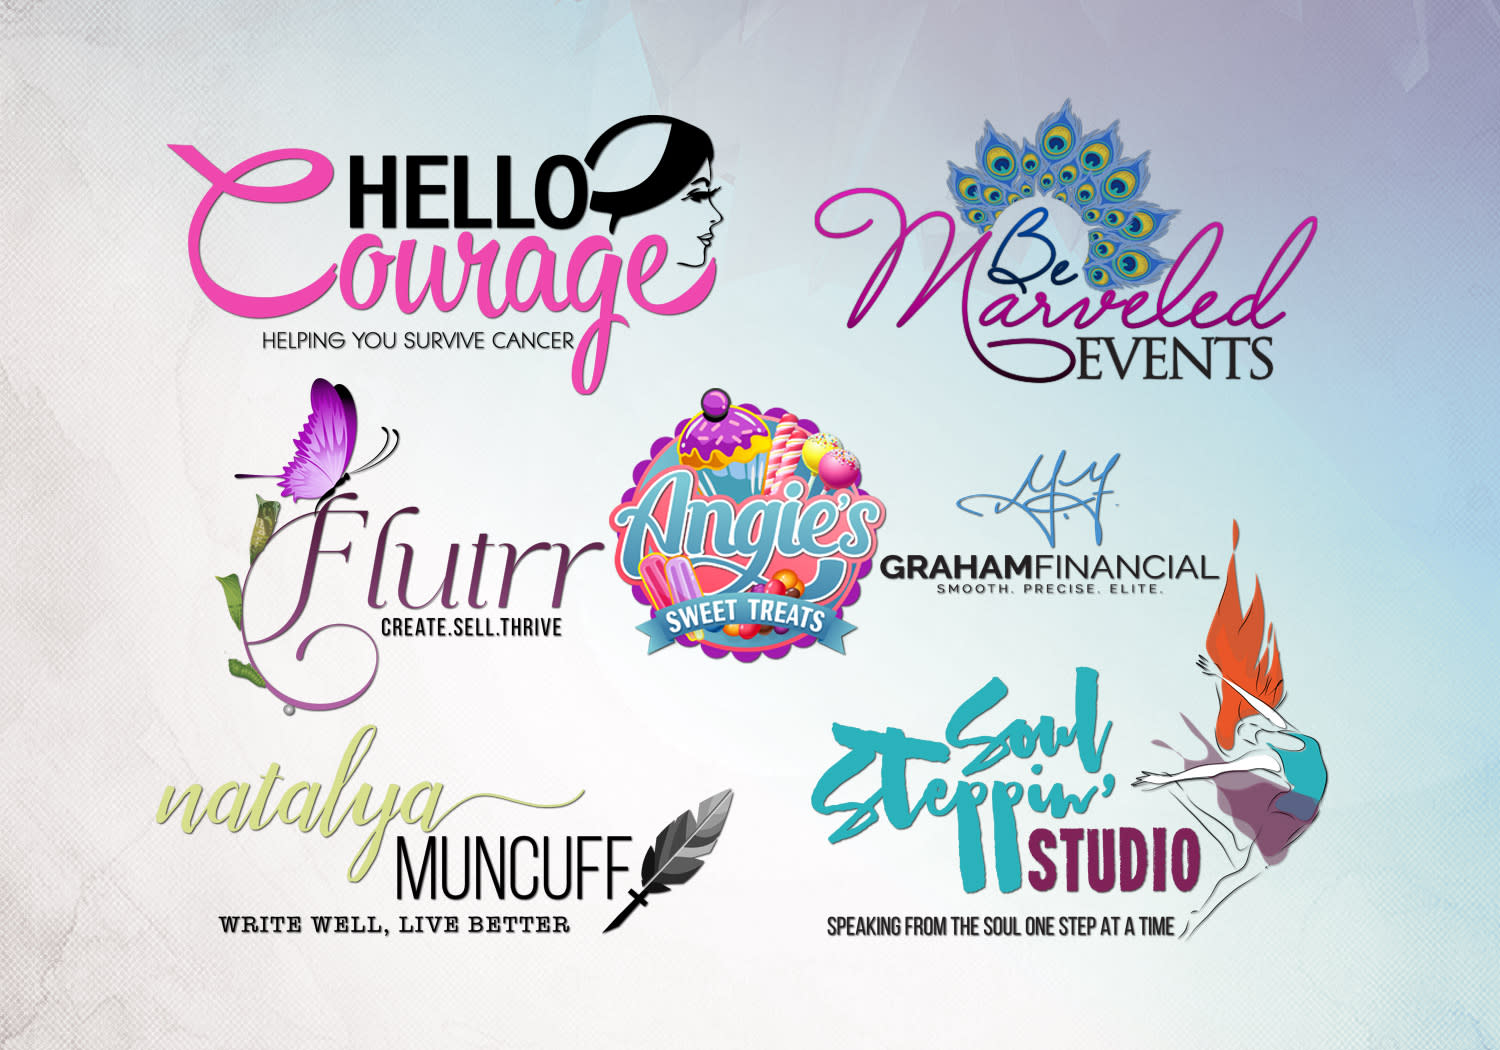 HELLO
Courage
HELPING YOU SURVIVE CANCER
Be
Marveled
EVENTS
Flutrr
CREATE.SELL.THRIVE
Angie's
SWEET TREATS
GRAHAMFINANCIAL
SMOOTH. PRECISE. ELITE.
natalya
MUNCUFF
WRITE WELL, LIVE BETTER
Soul
Steppin'
STUDIO
SPEAKING FROM THE SOUL ONE STEP AT A TIME